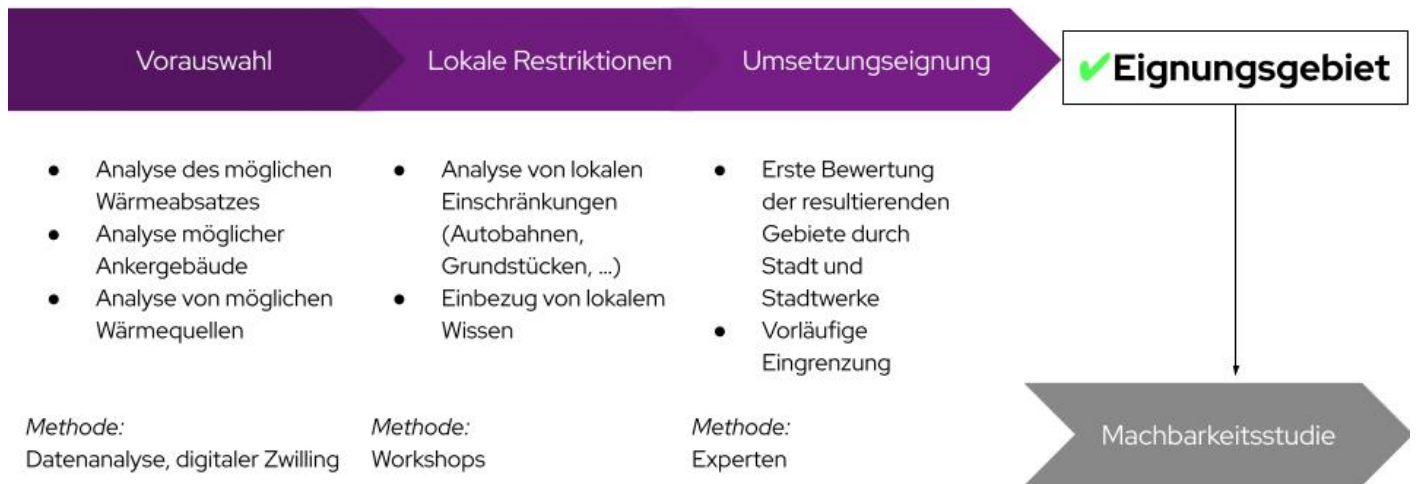 Vorauswahl
Lokale Restriktionen
Umsetzungseignung
✔Eignungsgebiet
● Analyse des möglichen
Wärmeabsatzes
● Analyse möglicher
Ankergebäude
● Analyse von möglichen
Wärmequellen
● Analyse von lokalen
Einschränkungen
(Autobahnen,
Grundstücken, ...)
● Einbezug von lokalem
Wissen
● Erste Bewertung
der resultierenden
Gebiete durch
Stadt und
Stadtwerke
● Vorläufige
Eingrenzung
Methode:
Datenanalyse, digitaler Zwilling
Methode:
Workshops
Methode:
Experten
Machbarkeitsstudie